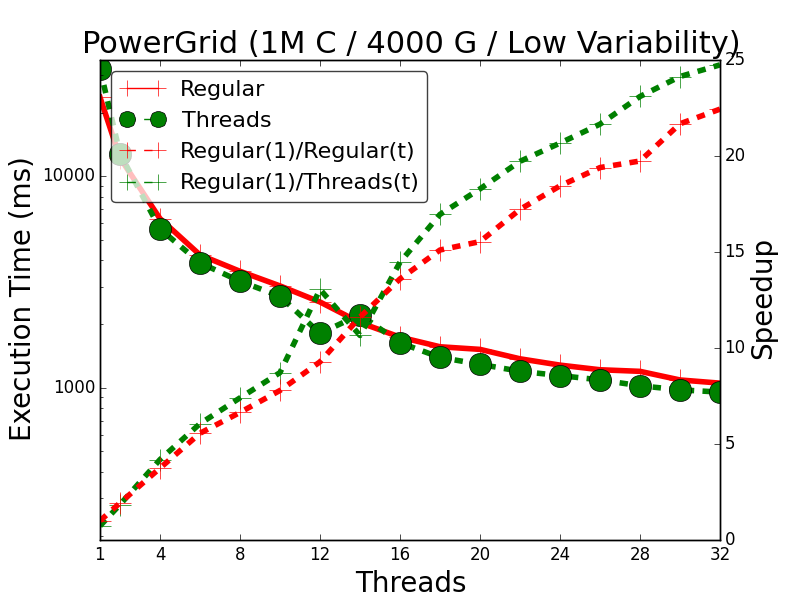 PowerGrid (1M C / 4000 G / Low Variability)
Regular
Threads
Regular(1)/Regular(t)
Regular(1)/Threads(t)
Execution Time (ms)
10000
1000
Speedup
25
20
15
10
5
0
1 4 8 12 16 20 24 28 32
Threads